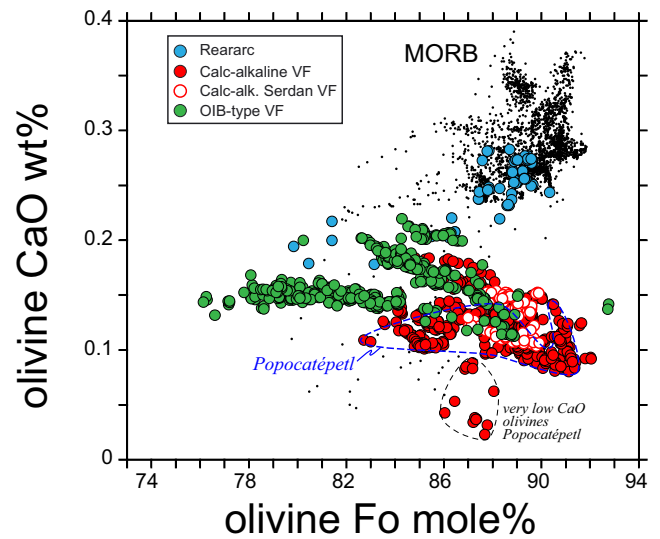 0.4
0.3
0.2
0.1
0
olivine CaO wt%
Reararc
Calc-alkaline VF
Calc-alk. Serdan VF
OIB-type VF
MORB
Popocatépetl
very low CaO
olivines
Popocatépetl
74 78 82 86 90 94
olivine Fo mole%